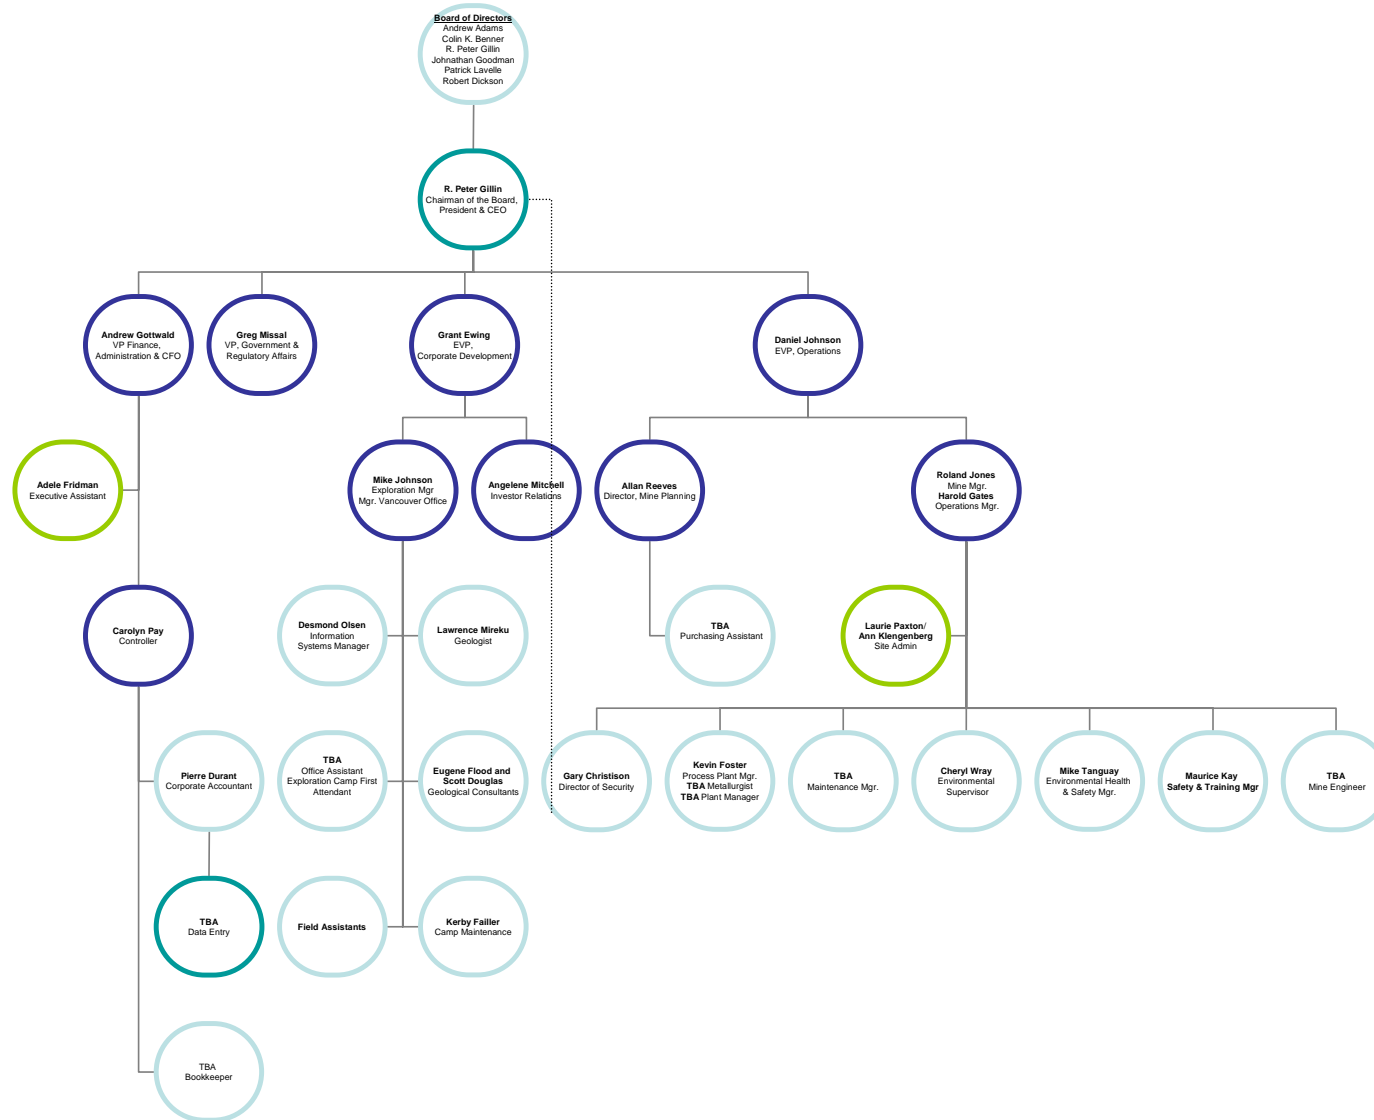 Board of Directors
Andrew Adams
Colin K. Benner
R. Peter Gillin
Johnathan Goodman
Patrick Lavelle
Robert Dickson
R. Peter Gillin
Chairman of the Board,
President & CEO
Andrew Gottwald
VP Finance,
Administration & CFO
Greg Missal
VP, Government &
Regulatory Affairs
Grant Ewing
EVP,
Corporate Development
Daniel Johnson
EVP, Operations
Adele Fridman
Executive Assistant
Mike Johnson
Exploration Mgr
Mgr. Vancouver Office
Angelene Mitchell
Investor Relations
Allan Reeves
Director, Mine Planning
Roland Jones
Mine Mgr.
Harold Gates
Operations Mgr.
Carolyn Pay
Controller
Desmond Olsen
Information
Systems Manager
Lawrence Mireku
Geologist
TBA
Purchasing Assistant
Laurie Paxton/
Ann Klengenberg
Site Admin
Pierre Durant
Corporate Accountant
TBA
Office Assistant
Exploration Camp First
Attendant
Eugene Flood and
Scott Douglas
Geological Consultants
Gary Christison
Director of Security
Kevin Foster
Process Plant Mgr.
TBA Metallurgist
TBA Plant Manager
TBA
Maintenance Mgr.
Cheryl Wray
Environmental
Supervisor
Mike Tanguay
Environmental Health
& Safety Mgr.
Maurice Kay
Safety & Training Mgr
TBA
Mine Engineer
TBA
Data Entry
Field Assistants
Kerby Failler
Camp Maintenance
TBA
Bookkeeper